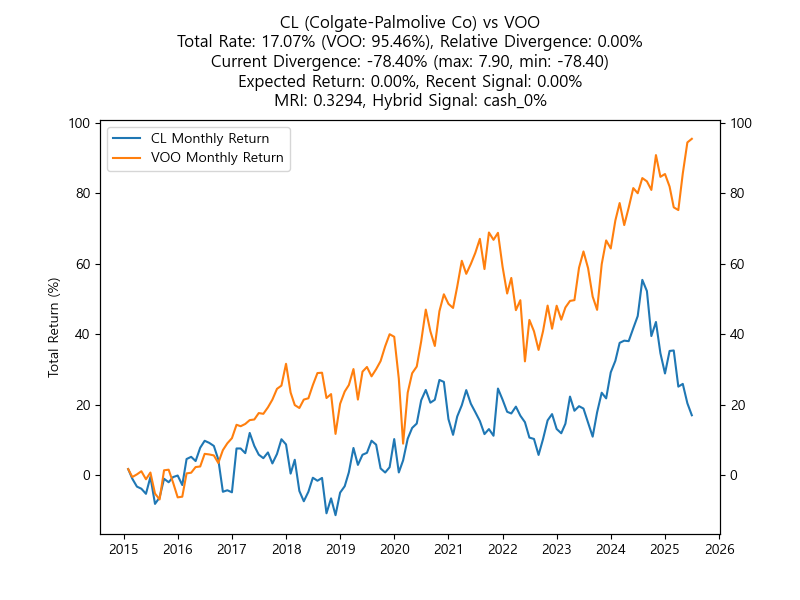 CL (Colgate-Palmolive Co) vs VOO
Total Rate: 17.07% (VOO: 95.46%), Relative Divergence: 0.00%
Current Divergence: -78.40% (max: 7.90, min: -78.40)
Expected Return: 0.00%, Recent Signal: 0.00%
MRI: 0.3294, Hybrid Signal: cash_0%
CL Monthly Return
VOO Monthly Return
Total Return (%)
100
80
60
40
20
0
100
80
60
40
20
0
2015 2016 2017 2018 2019 2020 2021 2022 2023 2024 2025 2026